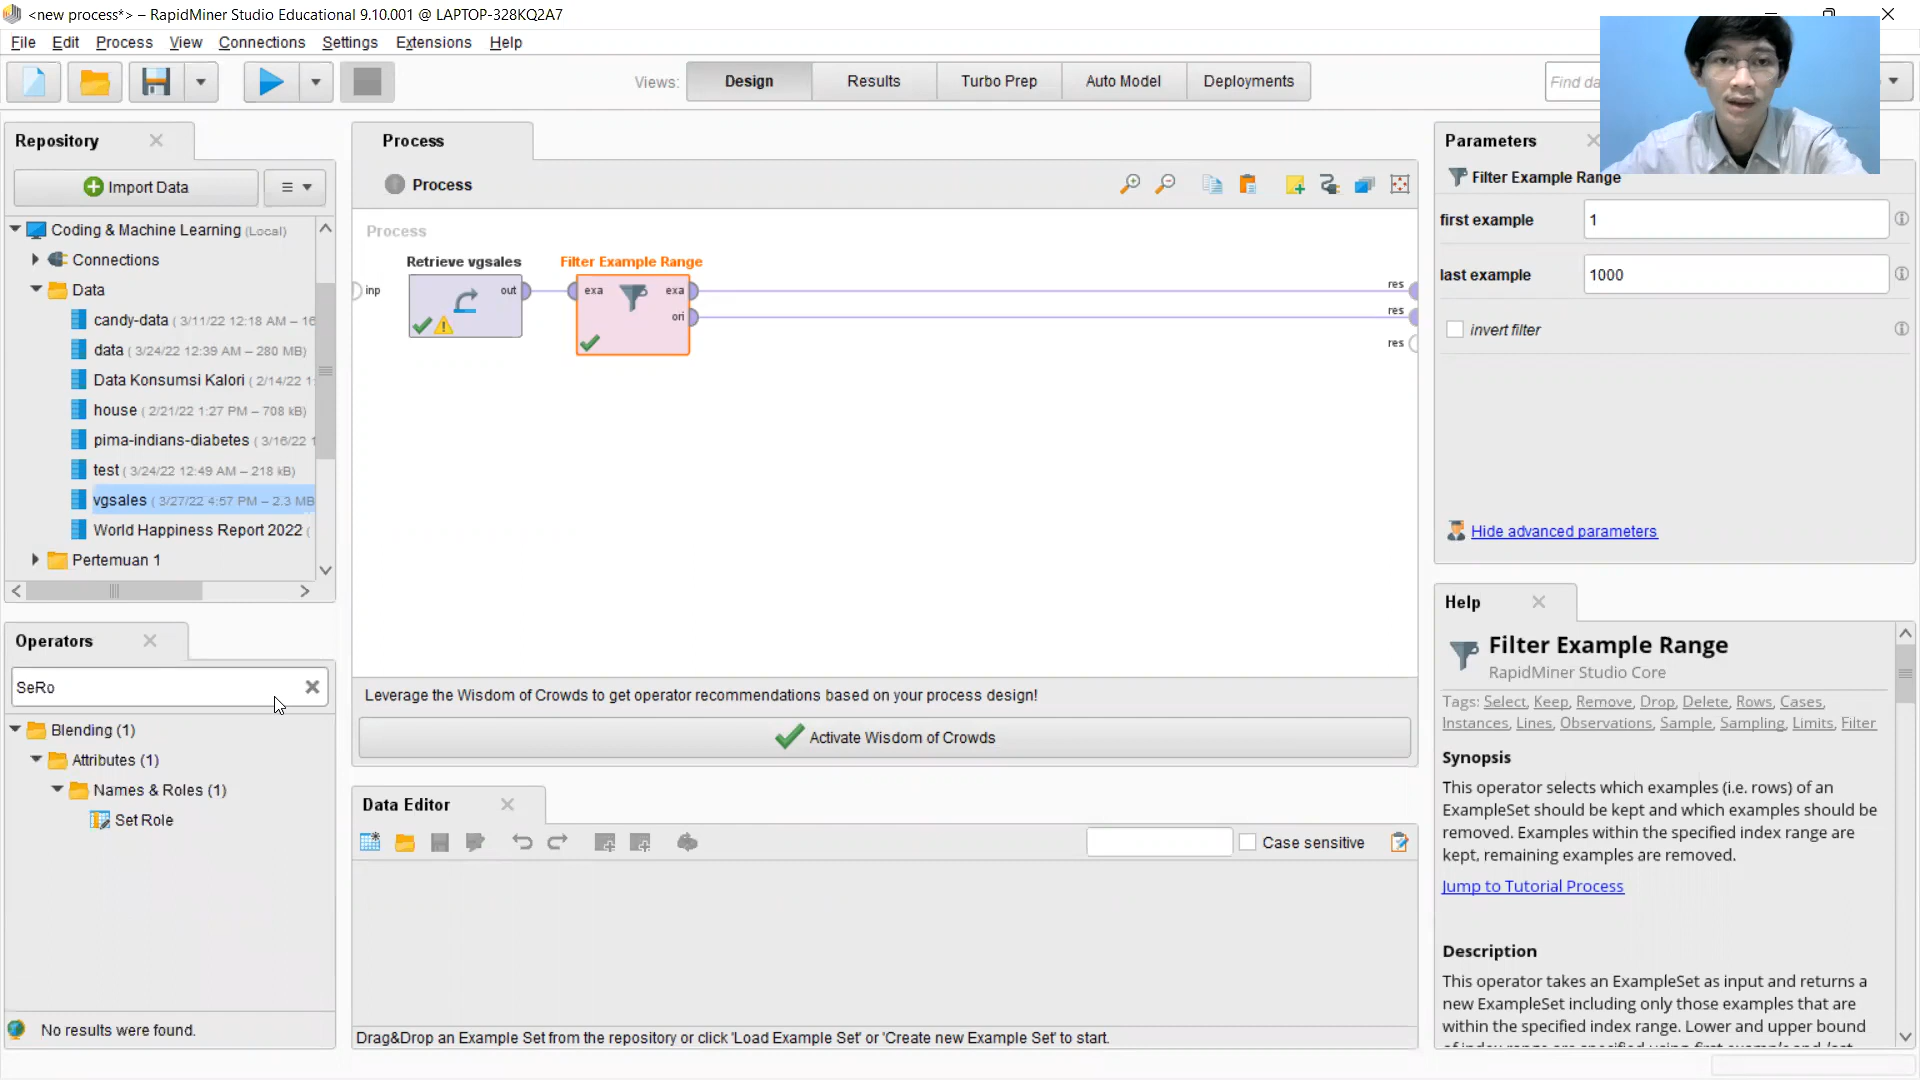 <new process*> – RapidMiner Studio Educational 9.10.001 @ LAPTOP-328KQ2A7
File Edit Process View Connections Settings Extensions Help
Views: Design Results Turbo Prep Auto Model Deployments
Find da
Repository
Import Data
Coding & Machine Learning (Local)
Connections
Data
candy-data ( 3/11/22 12:18 AM – 16
data ( 3/24/22 12:39 AM – 280 MB)
Data Konsumsi Kalori ( 2/14/22 1:
house ( 2/21/22 1:27 PM – 708 kB)
pima-indians-diabetes ( 3/16/22 1
test ( 3/24/22 12:49 AM – 218 kB)
vgsales ( 3/27/22 4:57 PM – 2.3 MB
World Happiness Report 2022 (
Pertemuan 1
Operators
SeRo
Blending (1)
Attributes (1)
Names & Roles (1)
Set Role
No results were found.
Process
Process
Process
Retrieve vgsales
Filter Example Range
inp
out
exa
exa
ori
res
res
res
Leverage the Wisdom of Crowds to get operator recommendations based on your process design!
Activate Wisdom of Crowds
Data Editor
Case sensitive
Drag&Drop an Example Set from the repository or click 'Load Example Set' or 'Create new Example Set' to start.
Parameters
Filter Example Range
first example 1
last example 1000
invert filter
Hide advanced parameters
Help
Filter Example Range
RapidMiner Studio Core
Tags: Select, Keep, Remove, Drop, Delete, Rows, Cases,
Instances, Lines, Observations, Sample, Sampling, Limits, Filter
Synopsis
This operator selects which examples (i.e. rows) of an
ExampleSet should be kept and which examples should be
removed. Examples within the specified index range are
kept, remaining examples are removed.
Jump to Tutorial Process
Description
This operator takes an ExampleSet as input and returns a
new ExampleSet including only those examples that are
within the specified index range. Lower and upper bound